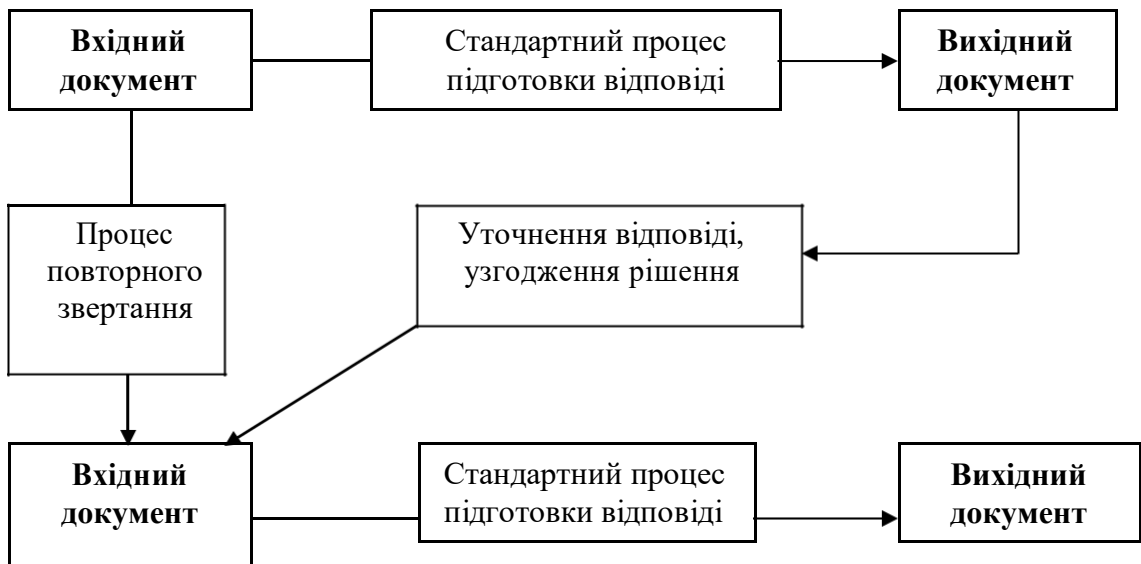 Вхідний
документ
Стандартний процес
підготовки відповіді
Вихідний
документ
Процес
повторного
звертання
Уточнення відповіді,
узгодження рішення
Вхідний
документ
Стандартний процес
підготовки відповіді
Вихідний
документ